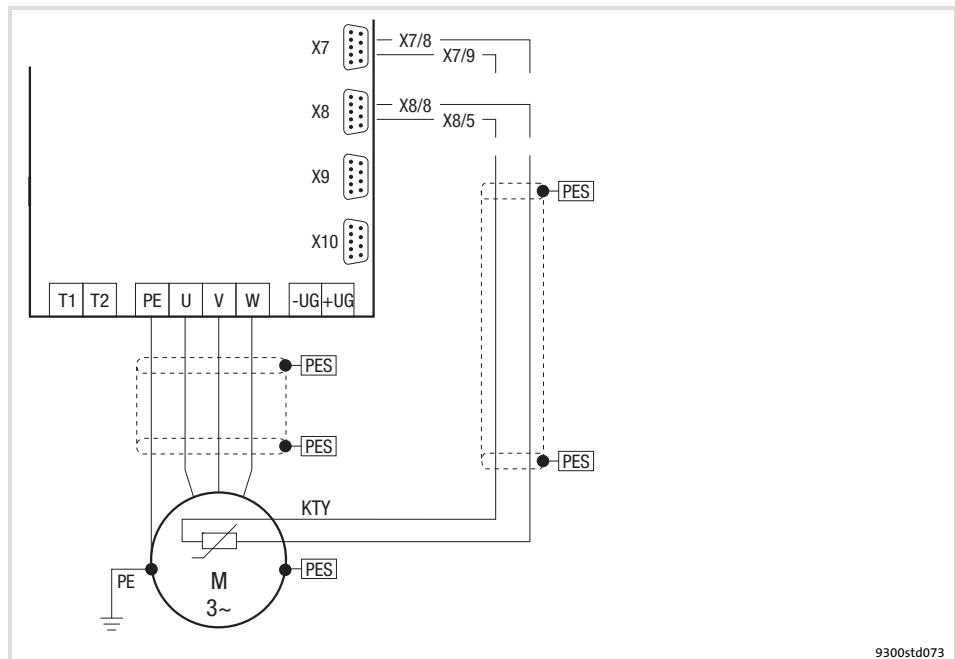 X7
X7/8
X7/9
X8
X8/8
X8/5
X9
PES
X10
T1 T2 PE U V W -UG +UG
PES
PES
PES
KTY
PE
M
3~
PES
9300std073